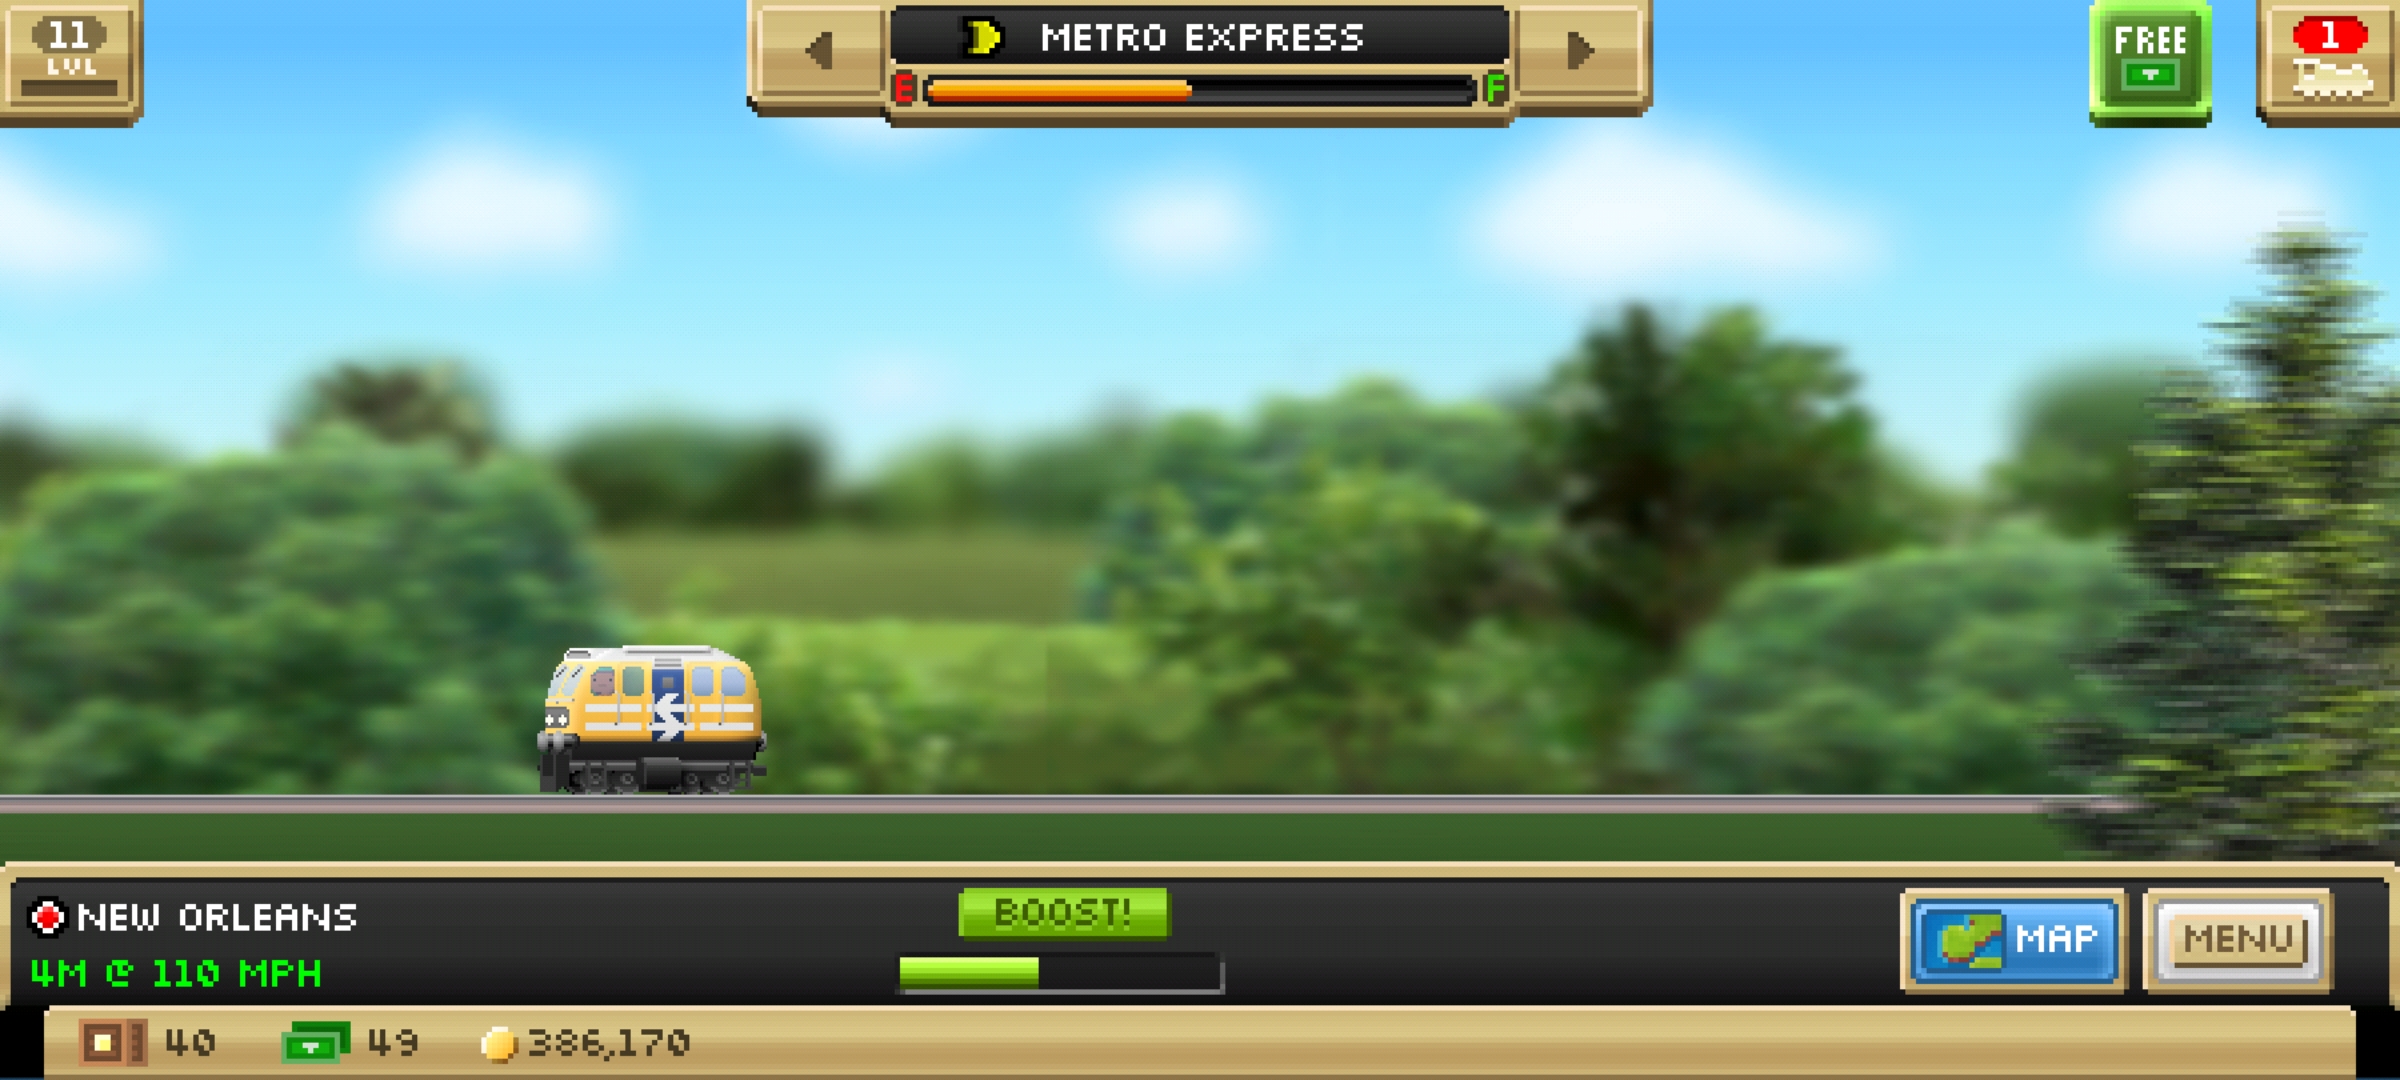 11
LVL
METRO EXPRESS
E F
FREE
1
NEW ORLEANS
4M @ 110 MPH
BOOST!
MAP
MENU
40 49 386,170